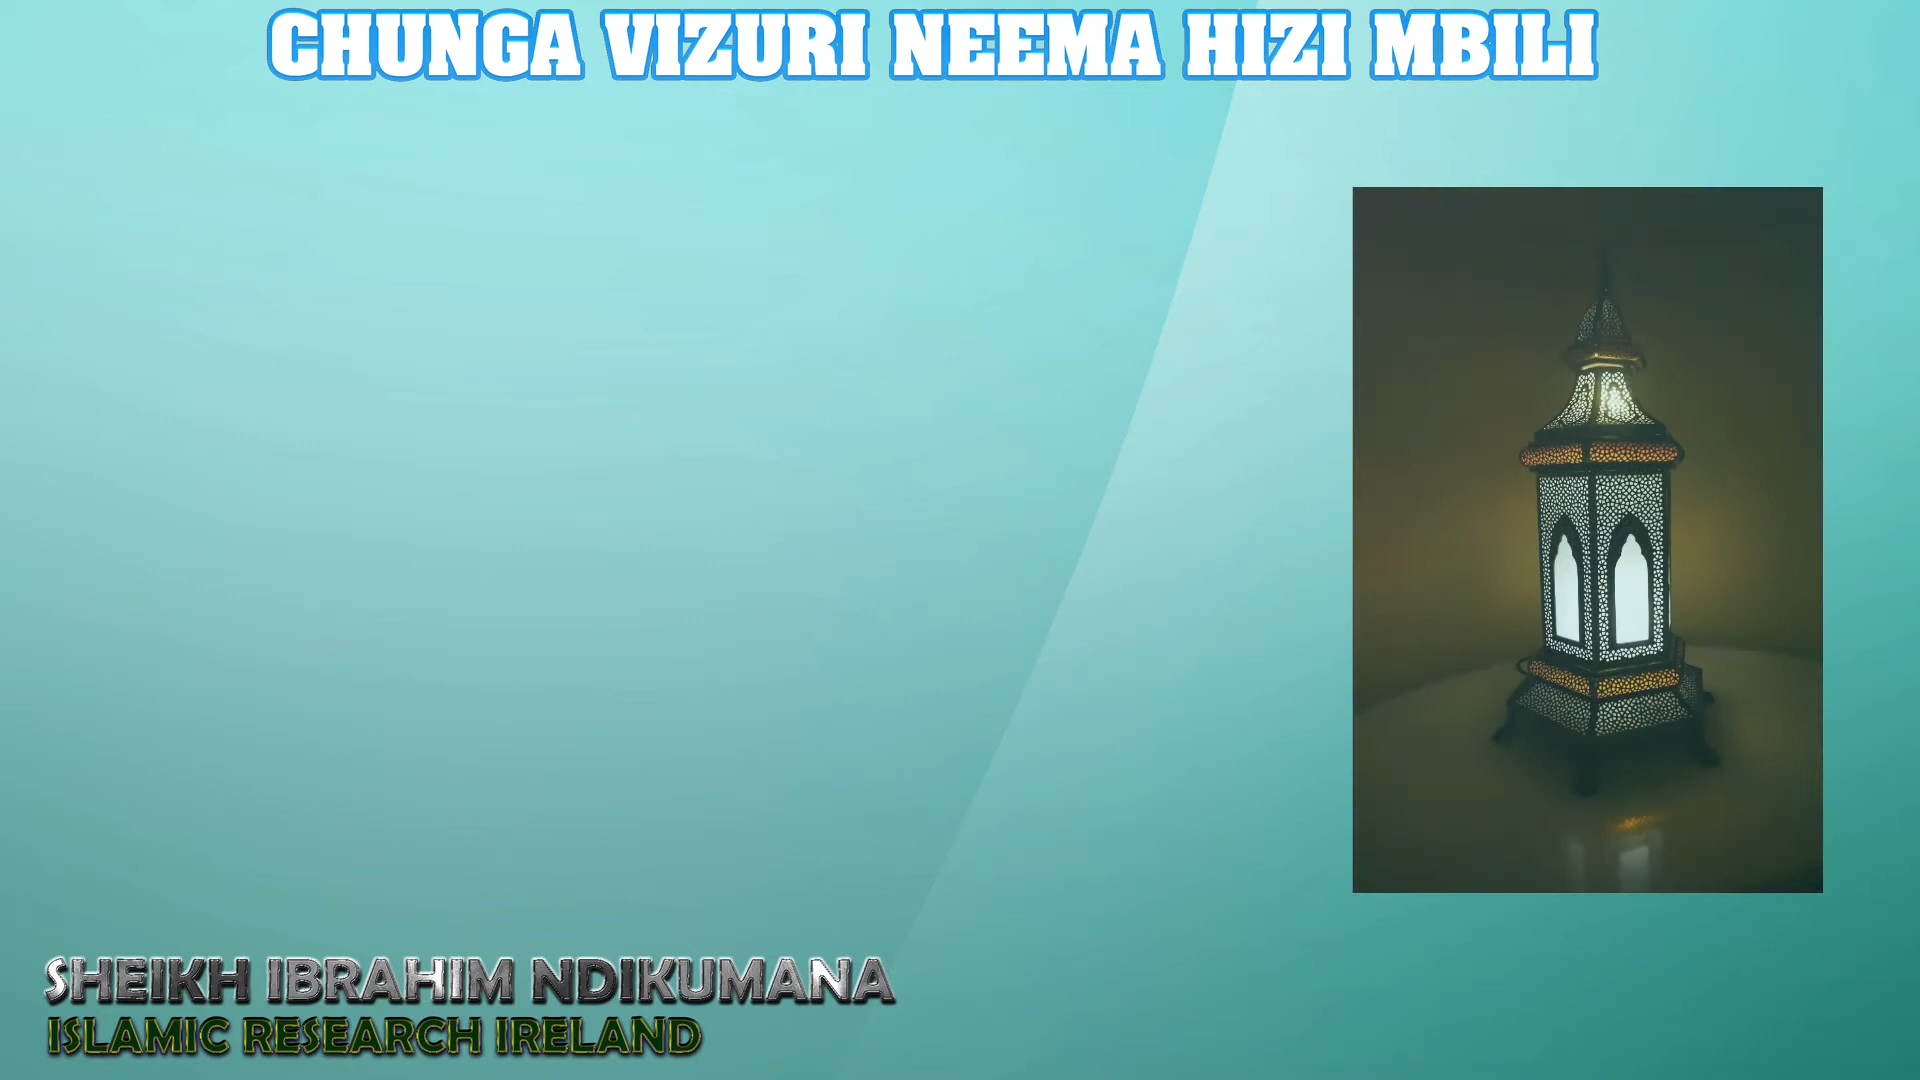 CHUNGA VIZURI NEEMA HIZI MBILI
SHEIKH IBRAHIM NDIKUMANA
ISLAMIC RESEARCH IRELAND